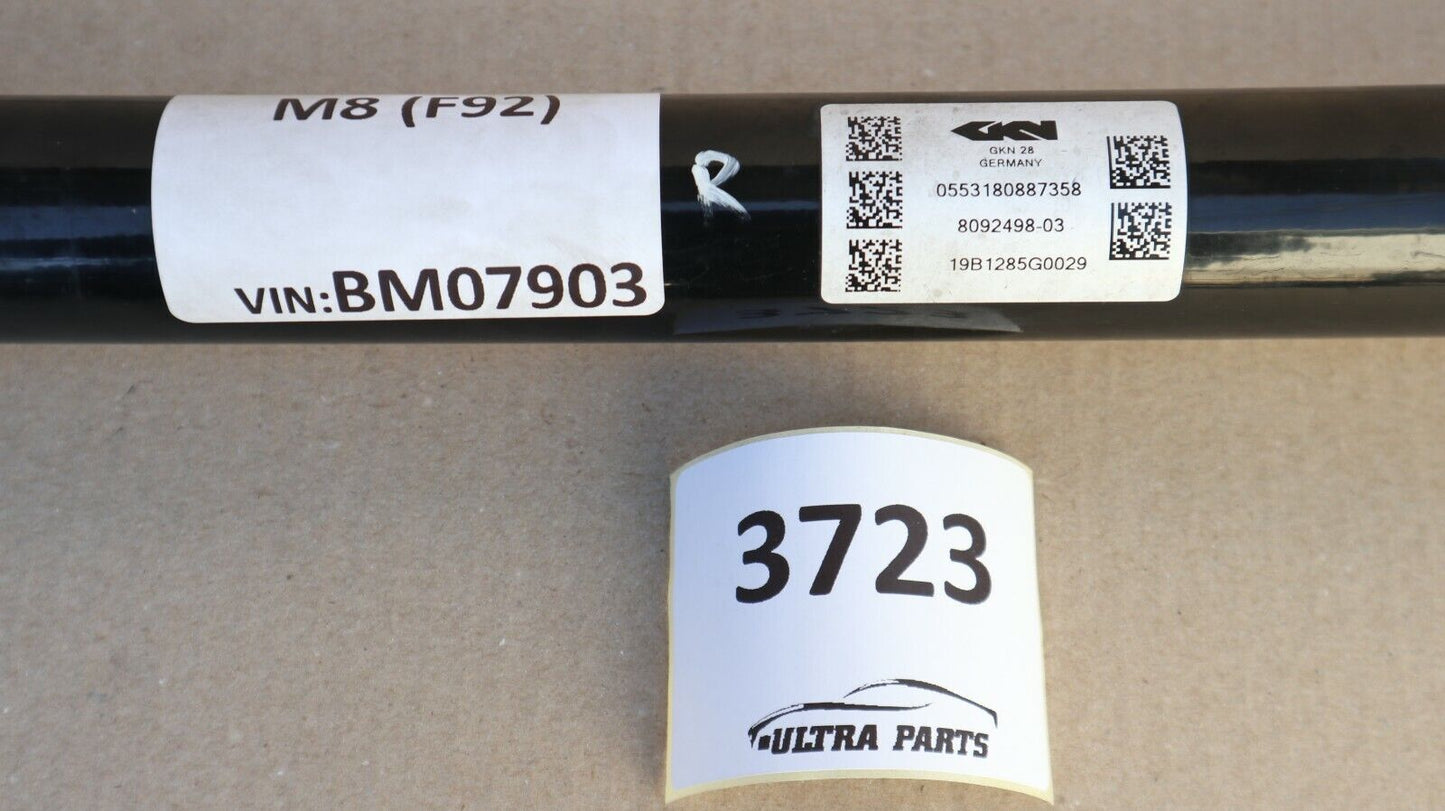 M8 (F92)
VIN:BM07903
R
GKN
GKN 28
GERMANY
0553180887358
8092498-03
19B1285G0029
3723
ULTRA PARTS